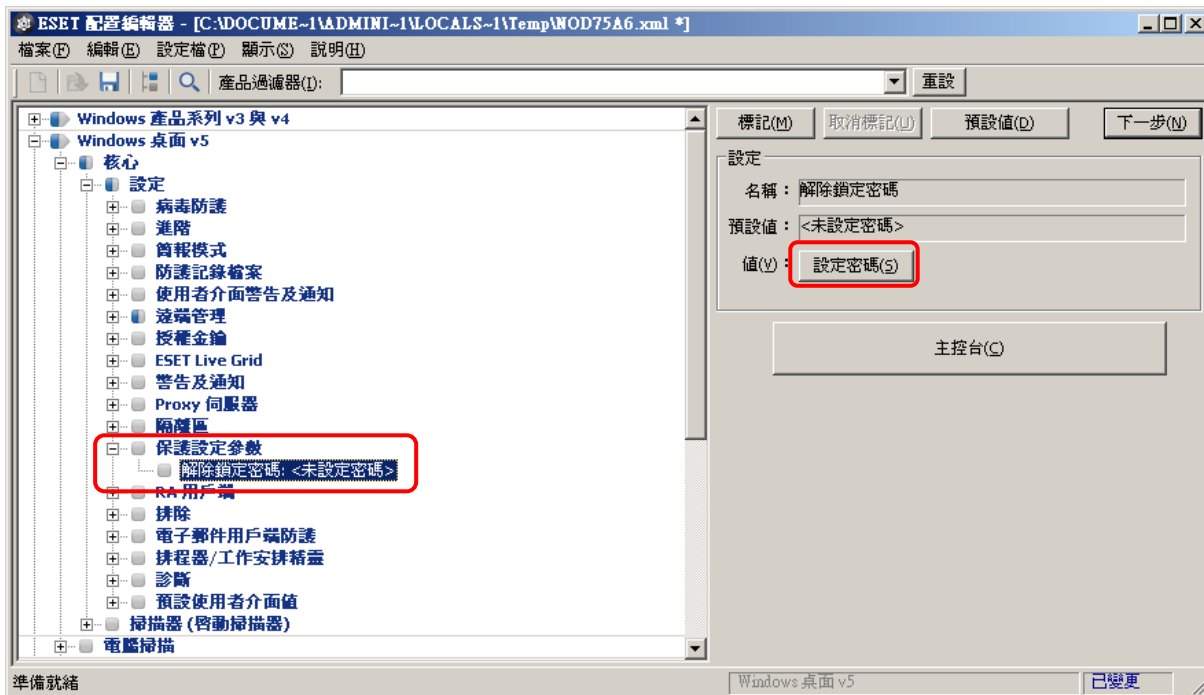 ESET 配置編輯器 - [C:\DOCUME~1\ADMINI~1\LOCALS~1\Temp\NOD75A6.xml *]
檔案(F) 編輯(E) 設定檔(P) 顯示(S) 說明(H)
產品過濾器(I): 重設
Windows 產品系列 v3 與 v4
Windows 桌面 v5
核心
設定
病毒防護
進階
簡報模式
防護記錄檔案
使用者介面警告及通知
遠端管理
授權金鑰
ESET Live Grid
警告及通知
Proxy 伺服器
隔離區
保護設定參數
解除鎖定密碼: <未設定密碼>
RA 用戶端
排除
電子郵件用戶端防護
排程器/工作安排精靈
診斷
預設使用者介面值
掃描器 (啓動掃描器)
電腦掃描
標記(M) 取消標記(U) 預設值(D) 下一步(N)
設定
名稱： 解除鎖定密碼
預設值： <未設定密碼>
值(V)： 設定密碼(S)
主控台(C)
準備就緒 Windows 桌面 v5 已變更